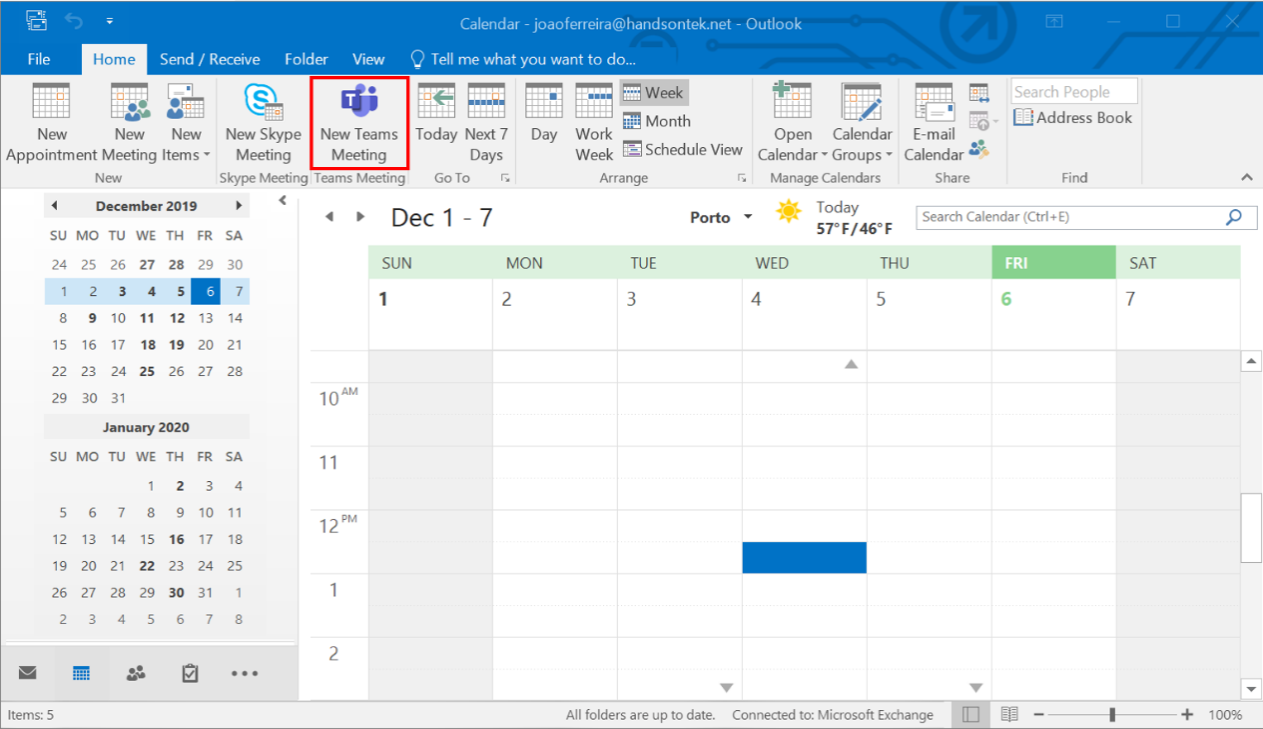 Calendar - joaoferreira@handsontek.net - Outlook
File Home Send / Receive Folder View Tell me what you want to do...
New Appointment
New Meeting
New Items
New
New Skype Meeting
Skype Meeting
New Teams Meeting
Teams Meeting
Today
Next 7 Days
Go To
Day
Work Week
Week
Month
Schedule View
Arrange
Open Calendar
Calendar Groups
Manage Calendars
E-mail Calendar
Share
Search People
Address Book
Find
December 2019
SU MO TU WE TH FR SA
24 25 26 27 28 29 30
1 2 3 4 5 6 7
8 9 10 11 12 13 14
15 16 17 18 19 20 21
22 23 24 25 26 27 28
29 30 31
January 2020
SU MO TU WE TH FR SA
1 2 3 4
5 6 7 8 9 10 11
12 13 14 15 16 17 18
19 20 21 22 23 24 25
26 27 28 29 30 31 1
2 3 4 5 6 7 8
Dec 1 - 7
Porto
Today
57°F/46°F
Search Calendar (Ctrl+E)
SUN MON TUE WED THU FRI SAT
1 2 3 4 5 6 7
10 AM
11
12 PM
1
2
Items: 5
All folders are up to date. Connected to: Microsoft Exchange
100%